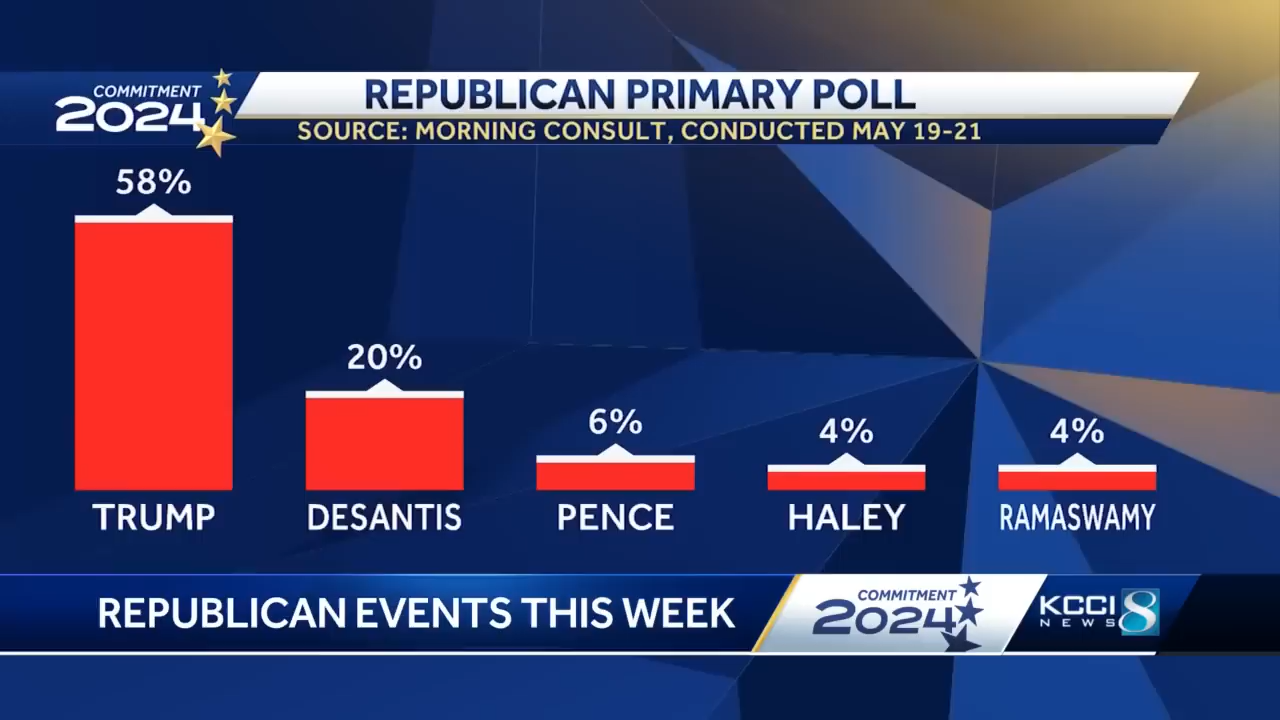 COMMITMENT
2024
REPUBLICAN PRIMARY POLL
SOURCE: MORNING CONSULT, CONDUCTED MAY 19-21
58%
20%
6%
4%
4%
TRUMP
DESANTIS
PENCE
HALEY
RAMASWAMY
REPUBLICAN EVENTS THIS WEEK
COMMITMENT
2024
KCCI 8
NEWS